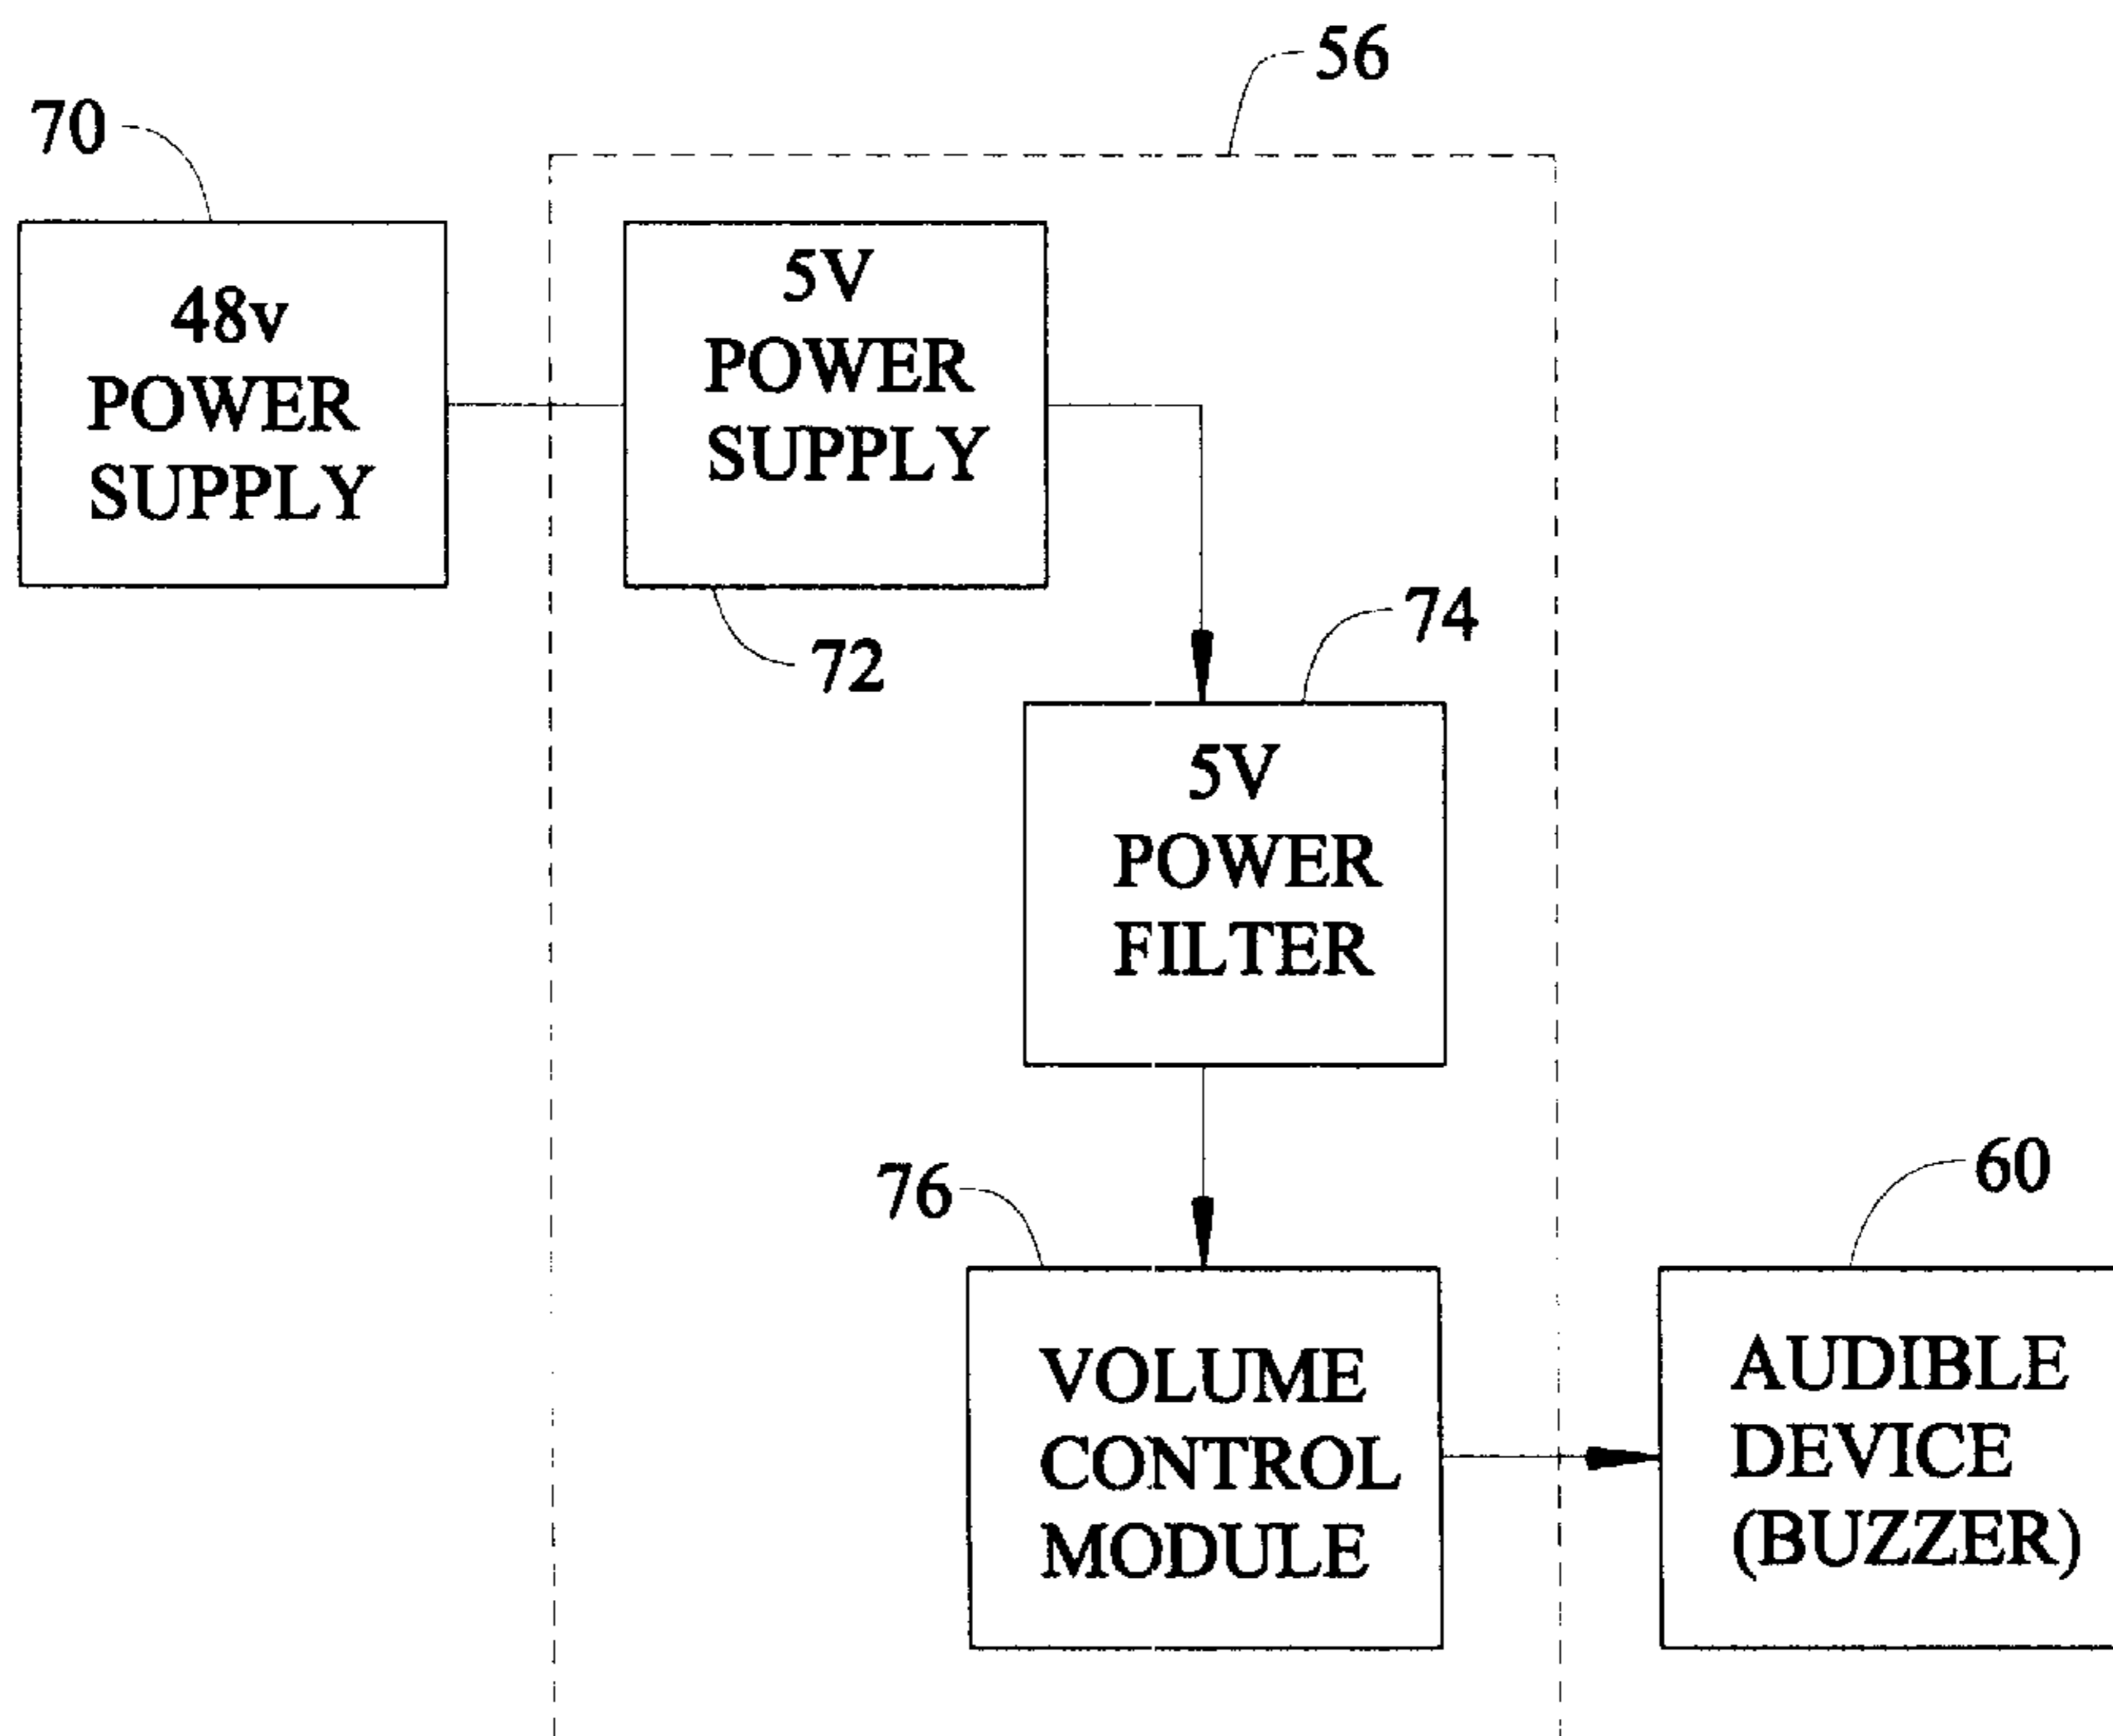 56
70
48v
POWER
SUPPLY
5V
POWER
SUPPLY
72
74
5V
POWER
FILTER
76
60
VOLUME
CONTROL
MODULE
AUDIBLE
DEVICE
(BUZZER)